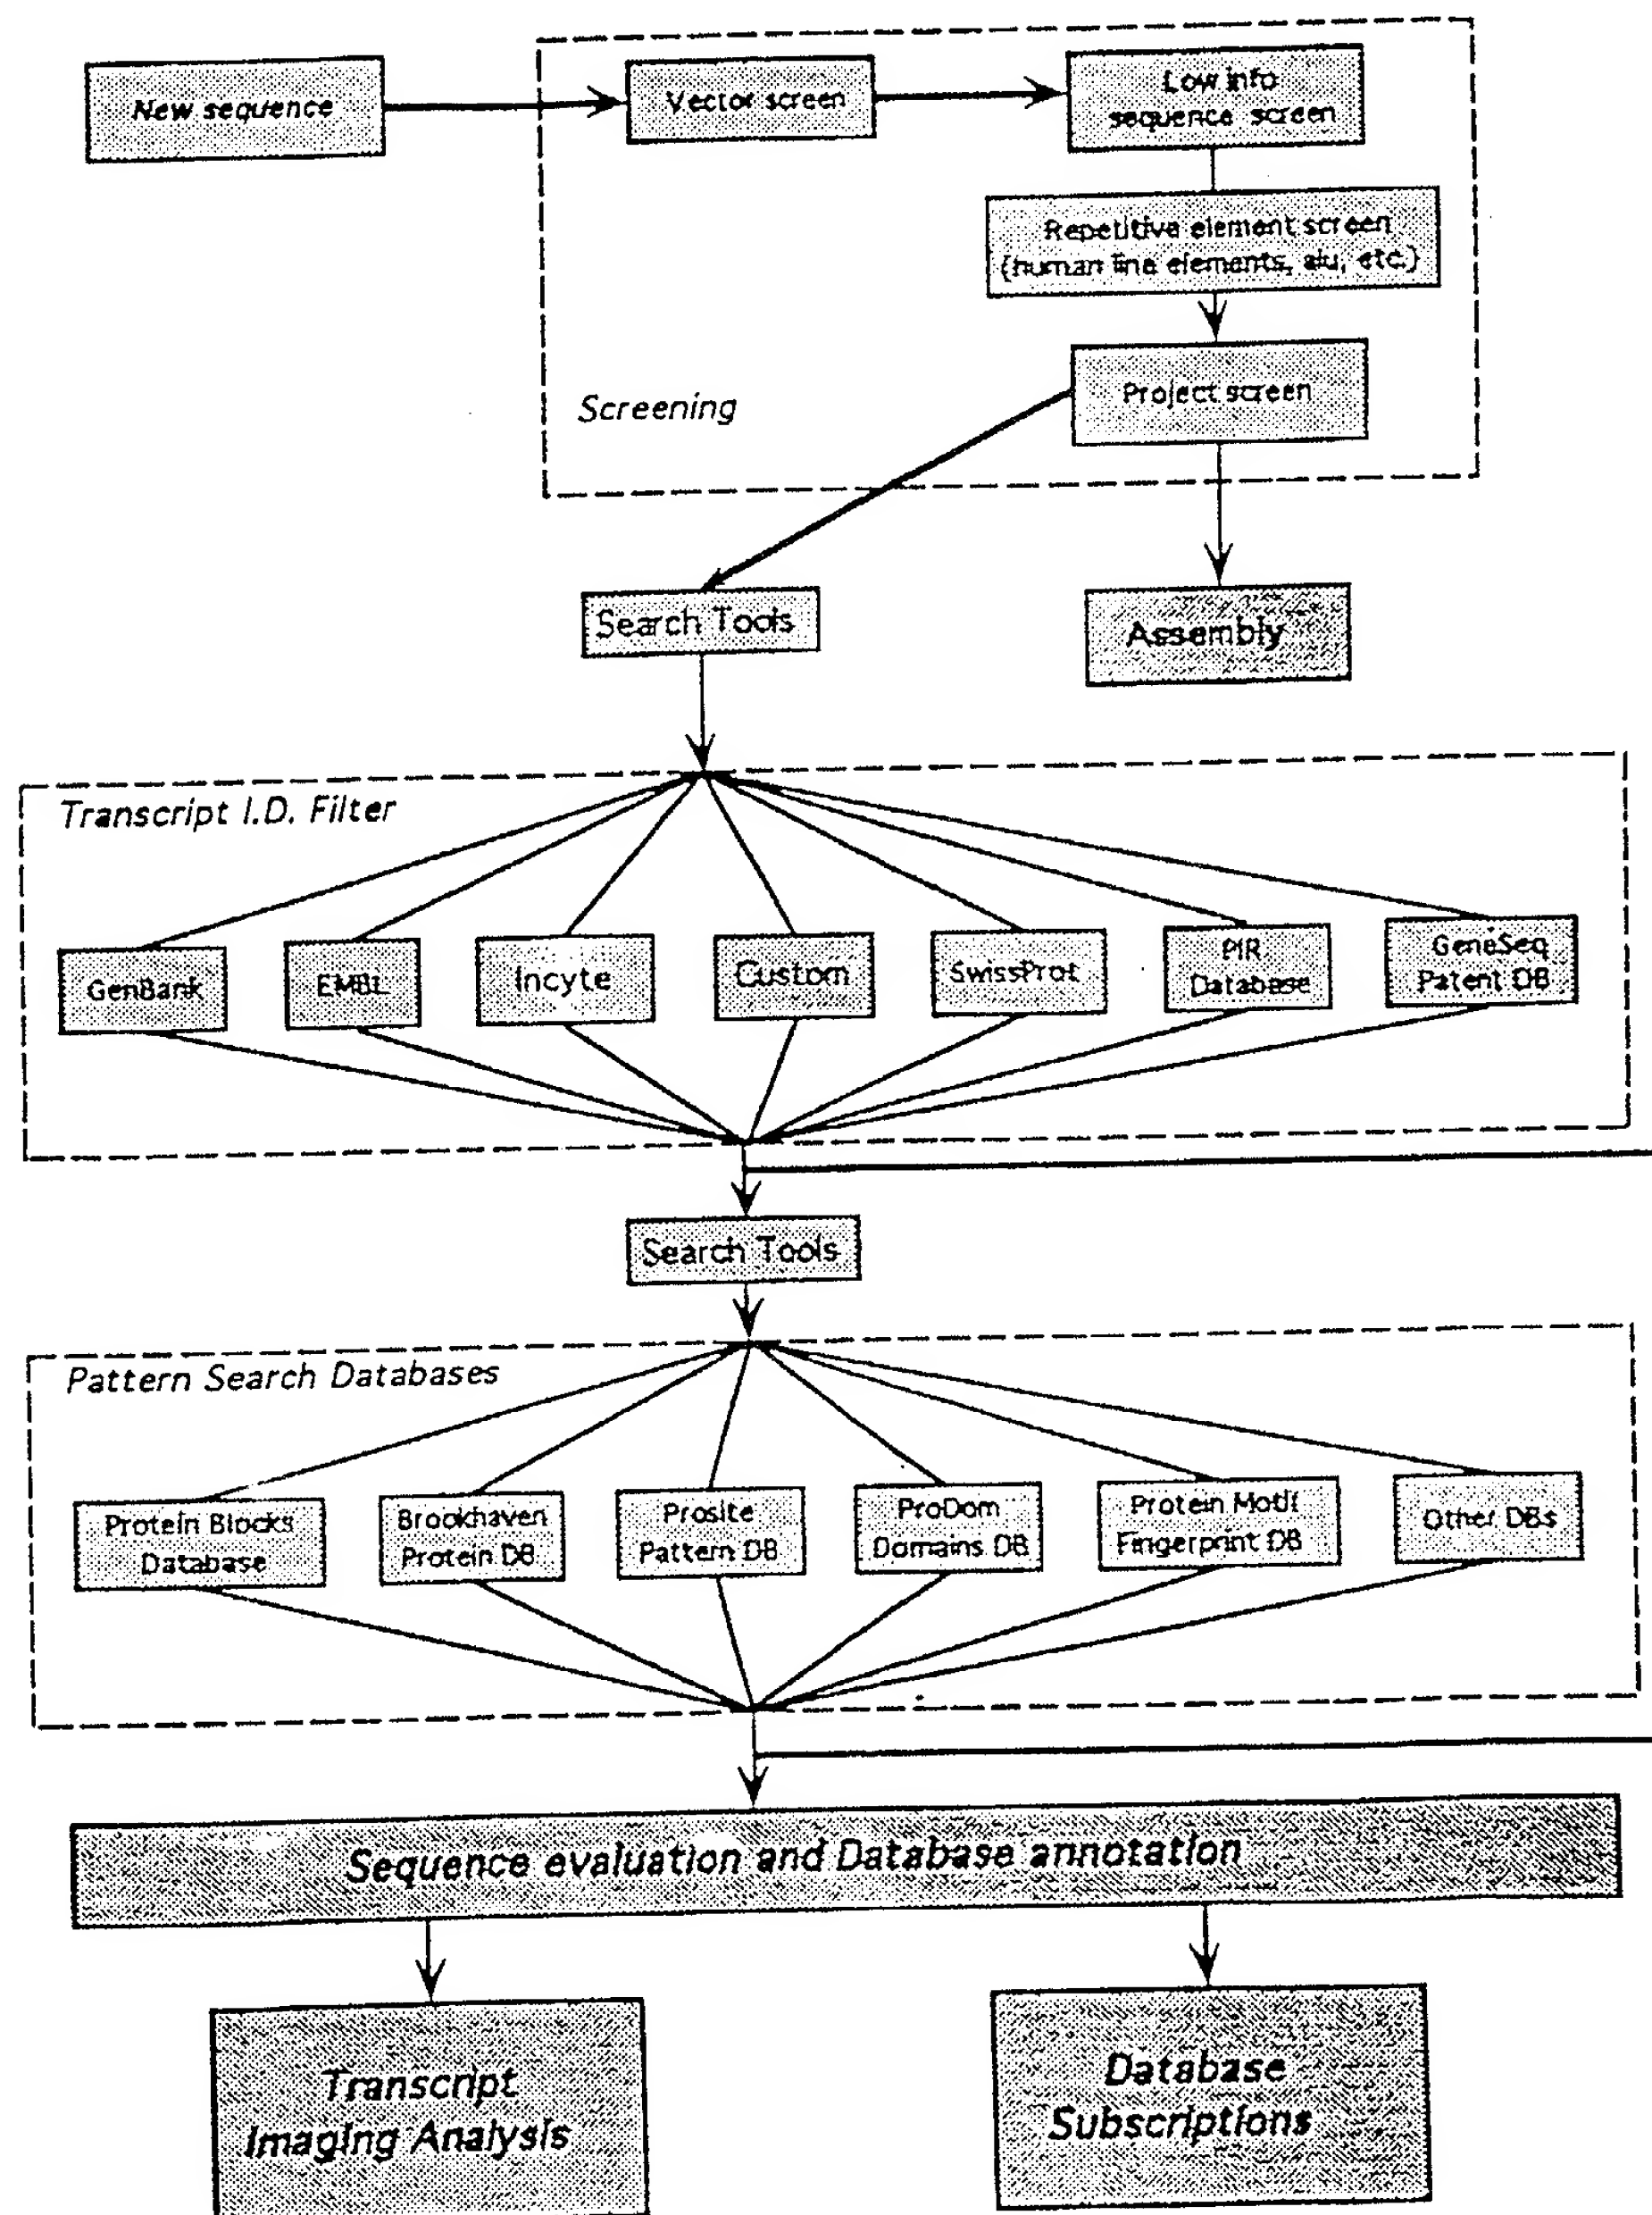 New sequence
Vector screen
Low info
sequence screen
Repetitive element screen
(human line elements, alu, etc.)
Project screen
Screening
Search Tools
Assembly
Transcript I.D. Filter
GenBank
EMBL
Incyte
Custom
SwissProt
PIR
Database
GeneSeq
Patent DB
Search Tools
Pattern Search Databases
Protein Blocks
Database
Brookhaven
Protein DB
Prosite
Pattern DB
ProDom
Domains DB
Protein Motif
Fingerprint DB
Other DBs
Sequence evaluation and Database annotation
Transcript
Imaging Analysis
Database
Subscriptions